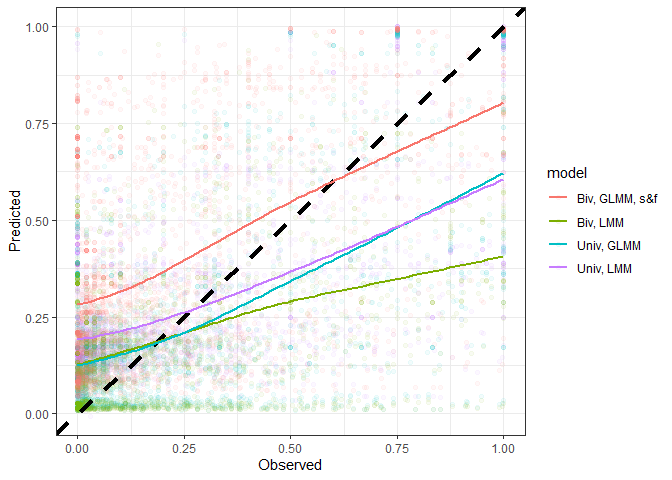 1.00
0.75
0.50
0.25
0.00
Predicted
0.00 0.25 0.50 0.75 1.00
Observed
model
Biv, GLMM, s&f
Biv, LMM
Univ, GLMM
Univ, LMM